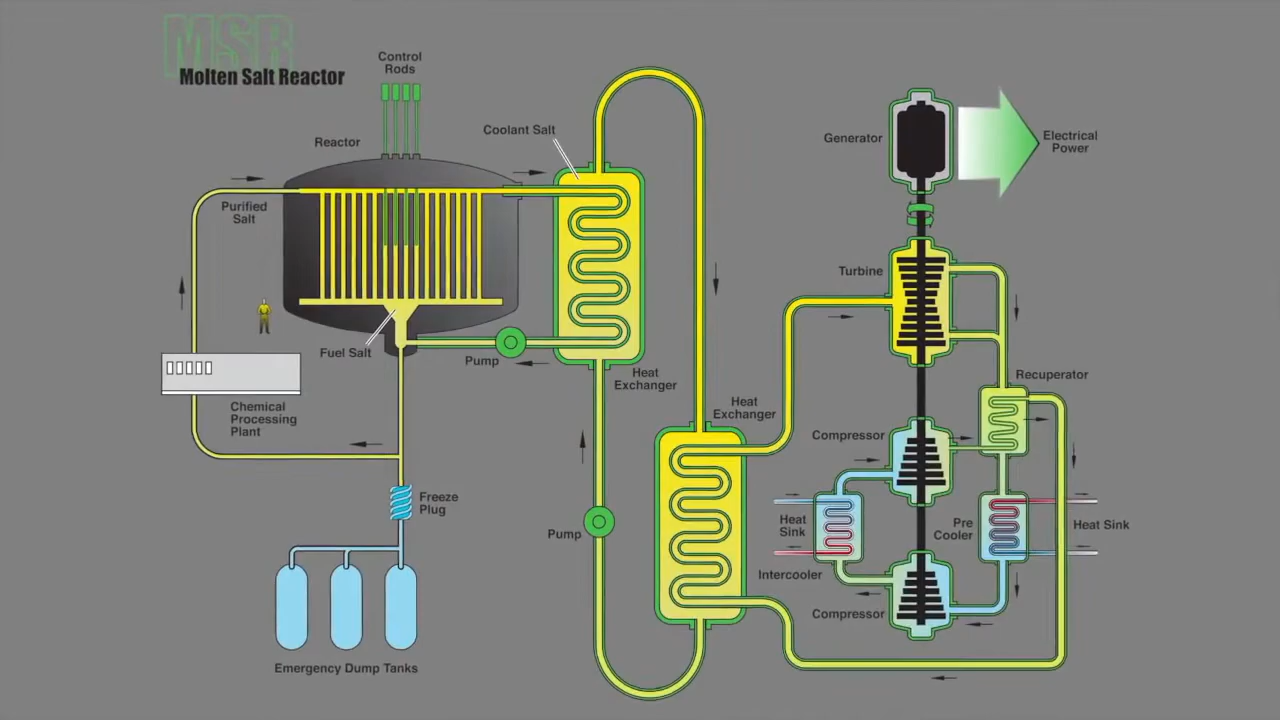 MSR
Molten Salt Reactor
Control
Rods
Reactor
Coolant Salt
Purified
Salt
Fuel Salt
Pump
Heat
Exchanger
Chemical
Processing
Plant
Freeze
Plug
Emergency Dump Tanks
Pump
Heat
Exchanger
Generator
Electrical
Power
Turbine
Recuperator
Compressor
Heat
Sink
Pre
Cooler
Heat Sink
Intercooler
Compressor